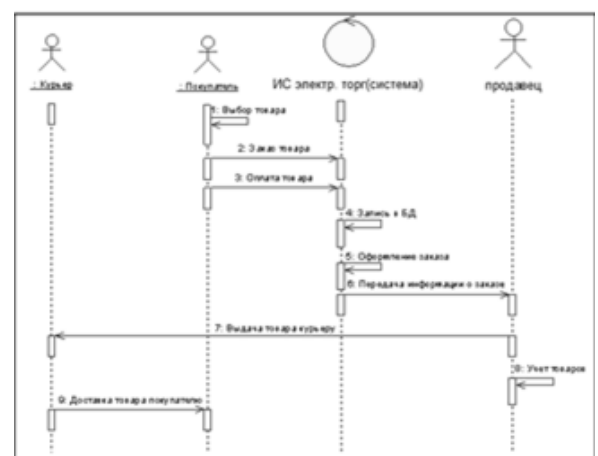 : Курьер
: Покупатель
ИС электр. торг(система)
продавец
1: Выбор товара
2: Заказ товара
3: Оплата товара
4: Запись в БД
5: Оформление заказа
6: Передача информации о заказе
7: Выдача товара курьеру
8: Учет товаров
9: Доставка товара покупателю